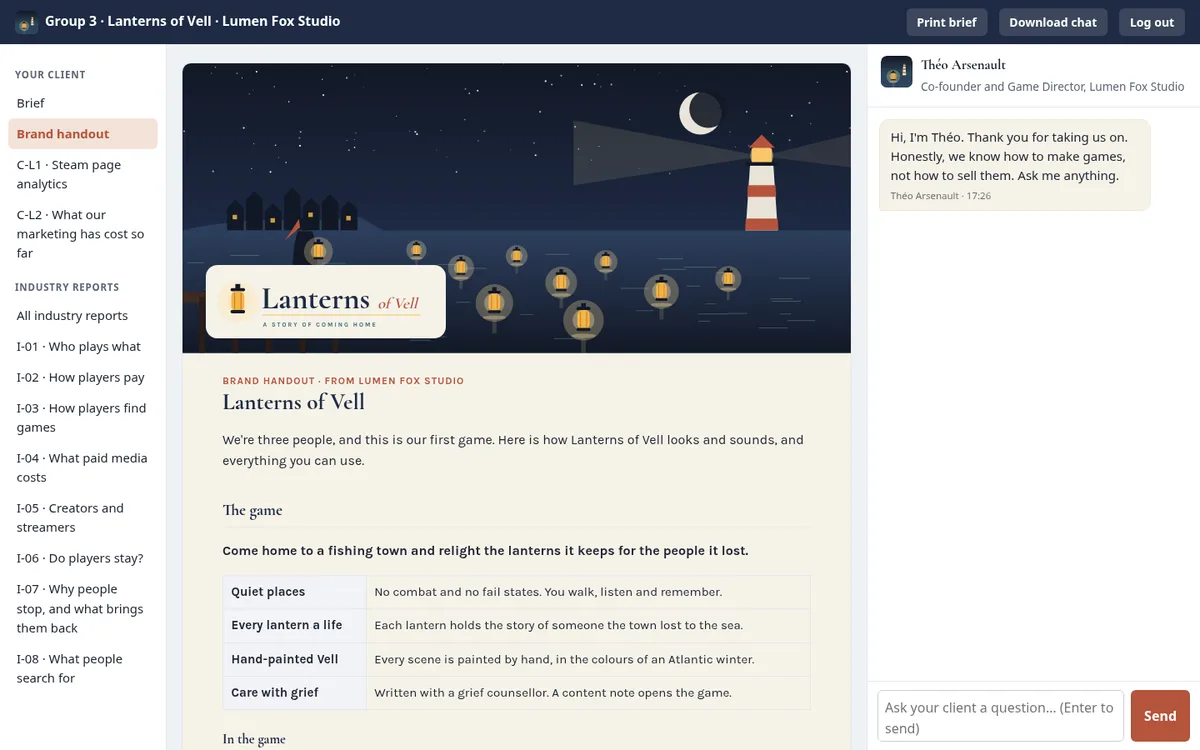 Group 3 · Lanterns of Vell · Lumen Fox Studio
Print brief
Download chat
Log out
YOUR CLIENT
Brief
Brand handout
C-L1 · Steam page
analytics
C-L2 · What our
marketing has cost so
far
INDUSTRY REPORTS
All industry reports
I-01 · Who plays what
I-02 · How players pay
I-03 · How players find
games
I-04 · What paid media
costs
I-05 · Creators and
streamers
I-06 · Do players stay?
I-07 · Why people
stop, and what brings
them back
I-08 · What people
search for
Lanterns of Vell
A STORY OF COMING HOME
BRAND HANDOUT · FROM LUMEN FOX STUDIO
Lanterns of Vell
We're three people, and this is our first game. Here is how Lanterns of Vell looks and sounds, and
everything you can use.
The game
Come home to a fishing town and relight the lanterns it keeps for the people it lost.
Quiet places
No combat and no fail states. You walk, listen and remember.
Every lantern a life
Each lantern holds the story of someone the town lost to the sea.
Hand-painted Vell
Every scene is painted by hand, in the colours of an Atlantic winter.
Care with grief
Written with a grief counsellor. A content note opens the game.
In the game
Théo Arsenault
Co-founder and Game Director, Lumen Fox Studio
Hi, I'm Théo. Thank you for taking us on.
Honestly, we know how to make games,
not how to sell them. Ask me anything.
Théo Arsenault · 17:26
Ask your client a question... (Enter to
send)
Send